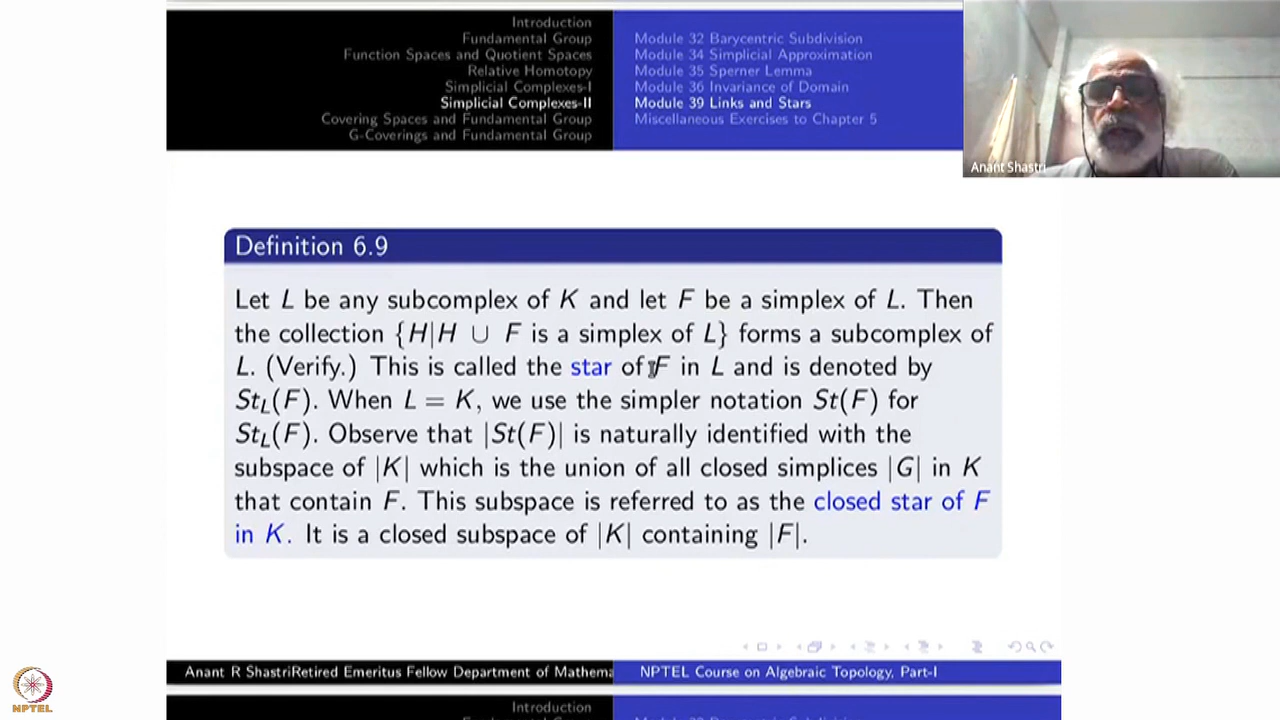 Introduction
Fundamental Group
Function Spaces and Quotient Spaces
Relative Homotopy
Simplicial Complexes-I
Simplicial Complexes-II
Covering Spaces and Fundamental Group
G-Coverings and Fundamental Group
Module 32 Barycentric Subdivision
Module 34 Simplicial Approximation
Module 35 Sperner Lemma
Module 36 Invariance of Domain
Module 39 Links and Stars
Miscellaneous Exercises to Chapter 5
Anant Shastri
Definition 6.9
Let L be any subcomplex of K and let F be a simplex of L. Then
the collection {H|H ∪ F is a simplex of L} forms a subcomplex of
L. (Verify.) This is called the star of F in L and is denoted by
St_L(F). When L = K, we use the simpler notation St(F) for
St_L(F). Observe that |St(F)| is naturally identified with the
subspace of |K| which is the union of all closed simplices |G| in K
that contain F. This subspace is referred to as the closed star of F
in K. It is a closed subspace of |K| containing |F|.
Anant R ShastriRetired Emeritus Fellow Department of Mathema
NPTEL Course on Algebraic Topology, Part-I
NPTEL
Introduction